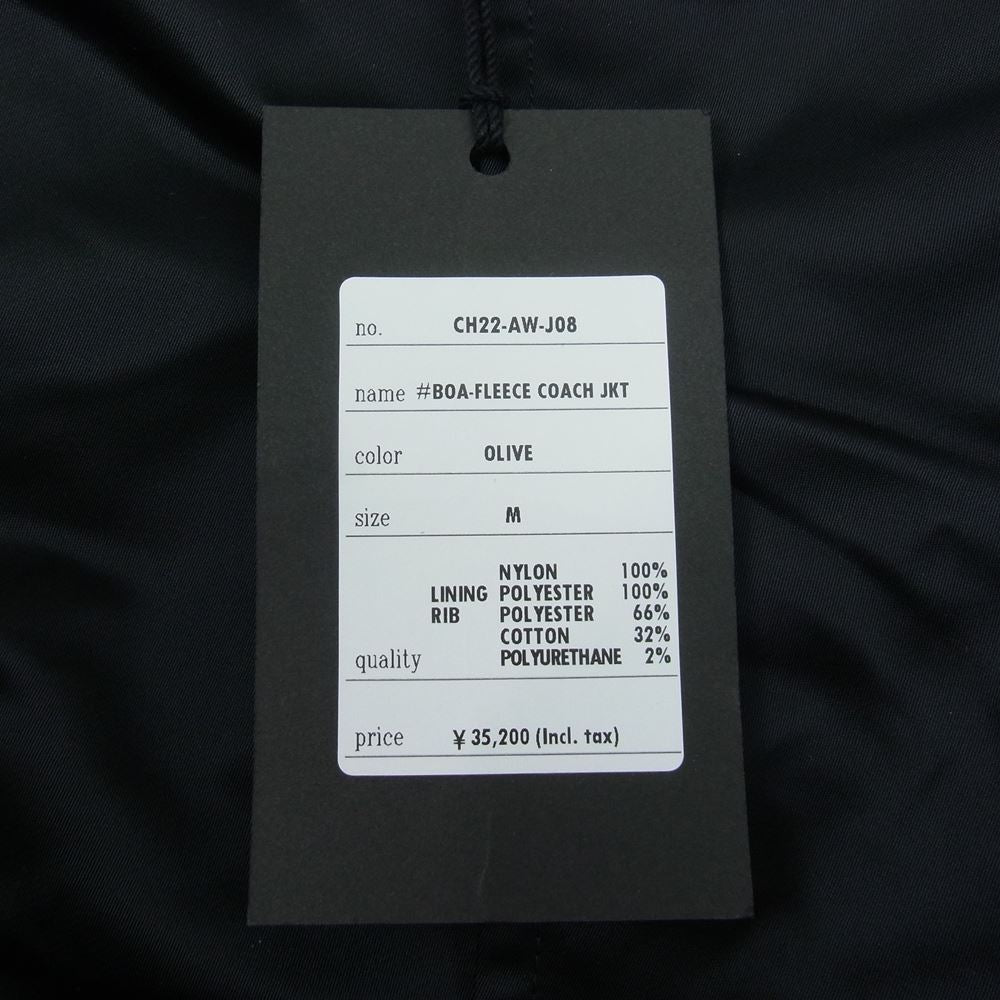 no. CH22-AW-J08
name #BOA-FLEECE COACH JKT
color OLIVE
size M
NYLON 100%
LINING POLYESTER 100%
RIB POLYESTER 66%
COTTON 32%
quality POLYURETHANE 2%
price ¥ 35,200 (Incl. tax)